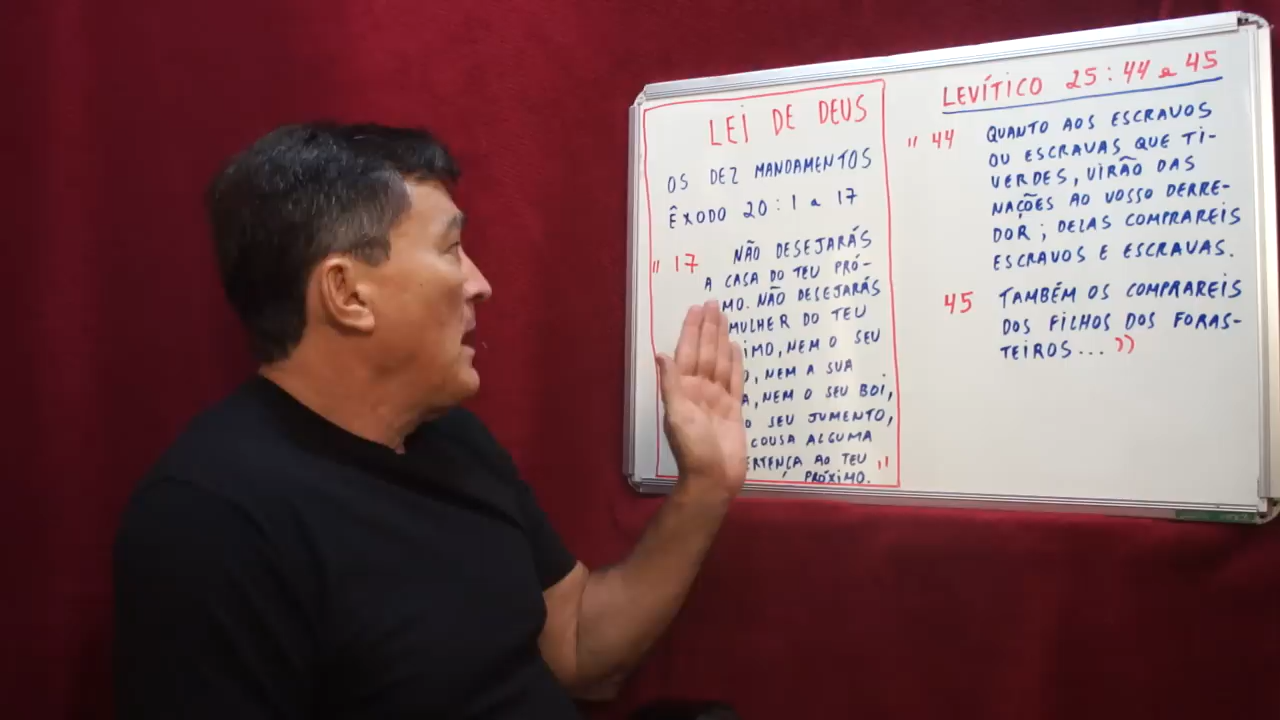 LEI DE DEUS
OS DEZ MANDAMENTOS
ÊXODO 20:1 a 17
" 17 NÃO DESEJARÁS
A CASA DO TEU PRÓ-
MO. NÃO DESEJARÁS
MULHER DO TEU
IMO, NEM O SEU
O, NEM A SUA
A, NEM O SEU BOI,
O SEU JUMENTO,
COUSA ALGUMA
ERTENÇA AO TEU "
PRÓXIMO.
LEVÍTICO 25:44 e 45
" 44 QUANTO AOS ESCRAVOS
OU ESCRAVAS QUE TI-
VERDES, VIRÃO DAS
NAÇÕES AO VOSSO DERRE-
DOR; DELAS COMPRAREIS
ESCRAVOS E ESCRAVAS.
45 TAMBÉM OS COMPRAREIS
DOS FILHOS DOS FORAS-
TEIROS... "